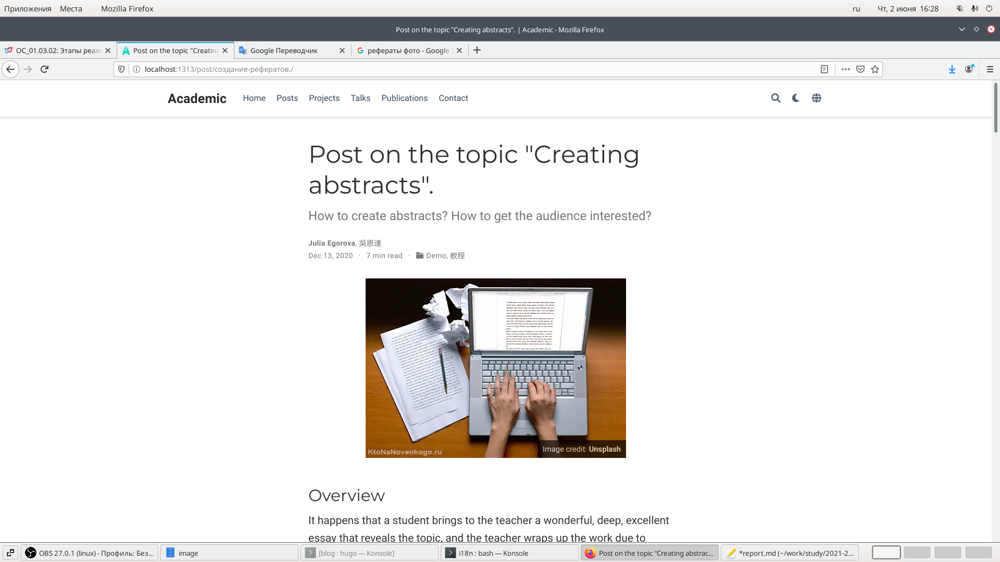 Приложения Места Mozilla Firefox ru Чт, 2 июня 16:28
Post on the topic "Creating abstracts". | Academic - Mozilla Firefox
ОС_01.03.02: Этапы реал
Post on the topic "Creating
Google Переводчик
рефераты фото - Google S
localhost:1313/post/создание-рефератов./
Academic Home Posts Projects Talks Publications Contact
Post on the topic "Creating
abstracts".
How to create abstracts? How to get the audience interested?
Julia Egorova, 吳恩達
Dec 13, 2020 · 7 min read · Demo, 教程
KtoNaNovenkogo.ru
Image credit: Unsplash
Overview
It happens that a student brings to the teacher a wonderful, deep, excellent
essay that reveals the topic, and the teacher wraps up the work due to
OBS 27.0.1 (linux) - Профиль: Без...
image
[blog : hugo — Konsole]
i18n : bash — Konsole
Post on the topic "Creating abstrac...
*report.md (~/work/study/2021-2...